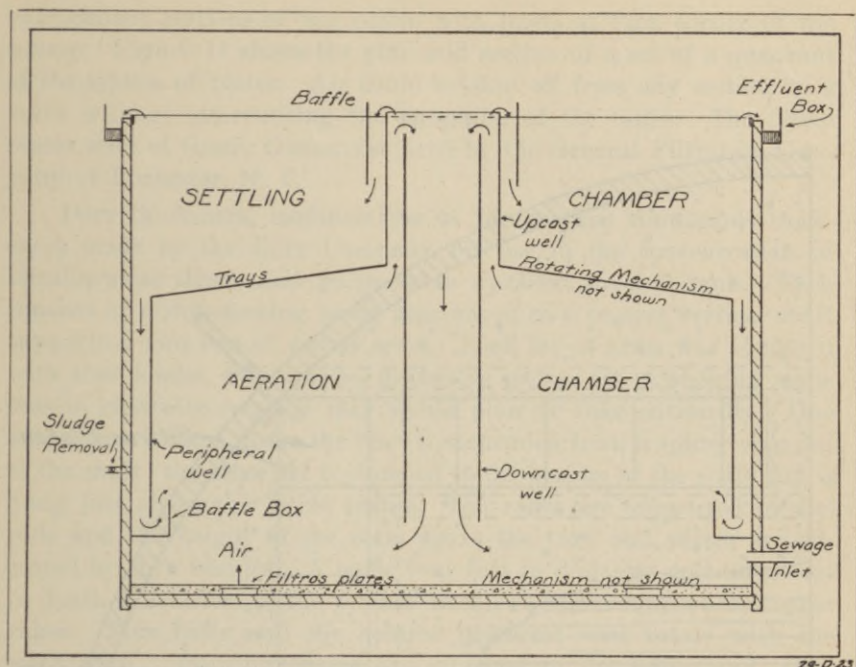 Baffle
Effluent
Box
SETTLING
CHAMBER
Upcast
well
Trays
Rotating Mechanism
not shown
AERATION
CHAMBER
Sludge
Removal
Peripheral
well
Downcast
well
Baffle Box
Air
Sewage
Inlet
Filtros plates
Mechanism not shown